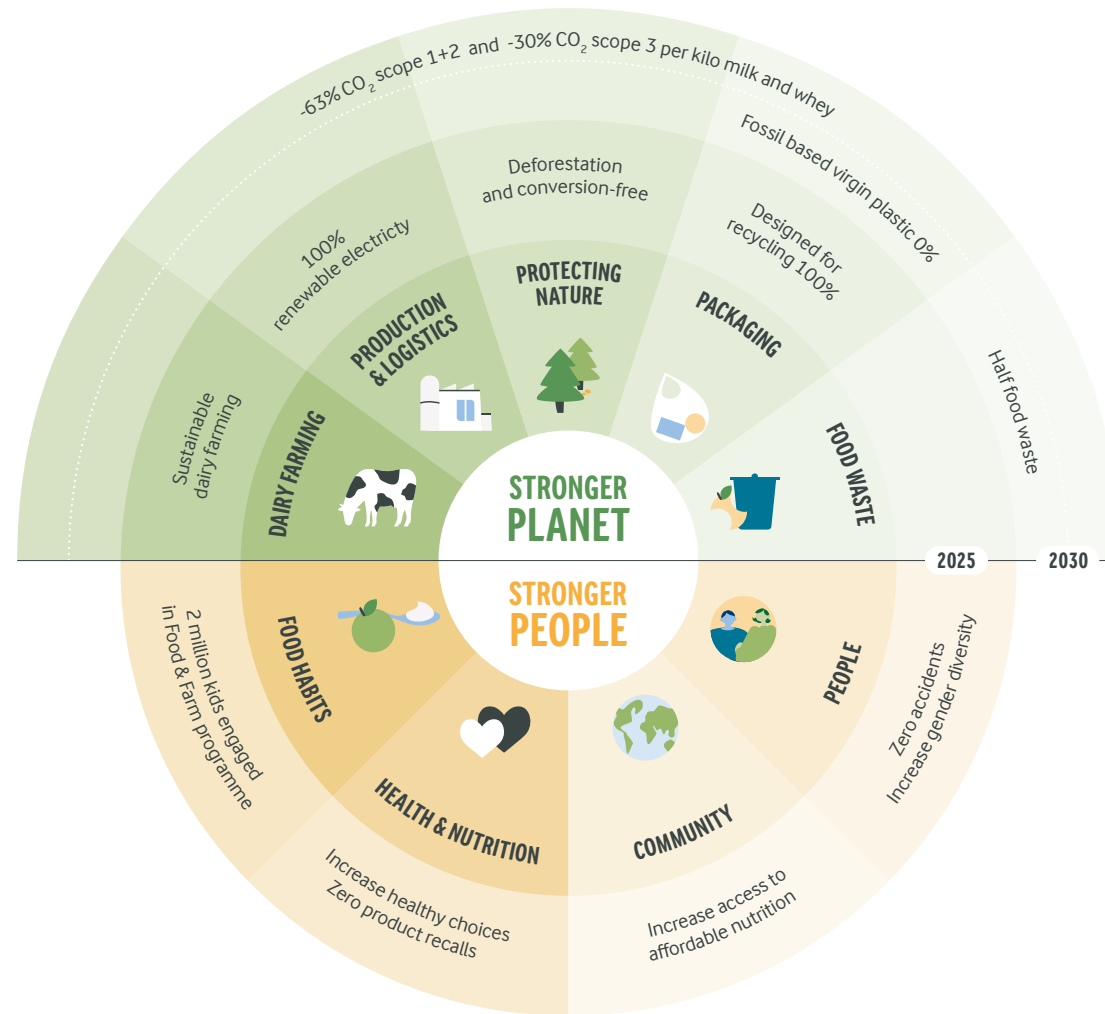 -63% CO₂ scope 1+2 and -30% CO₂ scope 3 per kilo milk and whey
Fossil based virgin plastic 0%
Deforestation
and conversion-free
100%
renewable electricty
Designed for
recycling 100%
PROTECTING
NATURE
PRODUCTION
& LOGISTICS
PACKAGING
Sustainable
dairy farming
DAIRY FARMING
FOOD WASTE
Half food waste
STRONGER
PLANET
2025
2030
STRONGER
PEOPLE
FOOD HABITS
2 million kids engaged
in Food & Farm programme
PEOPLE
Zero accidents
Increase gender diversity
HEALTH & NUTRITION
Increase healthy choices
Zero product recalls
COMMUNITY
Increase access to
affordable nutrition